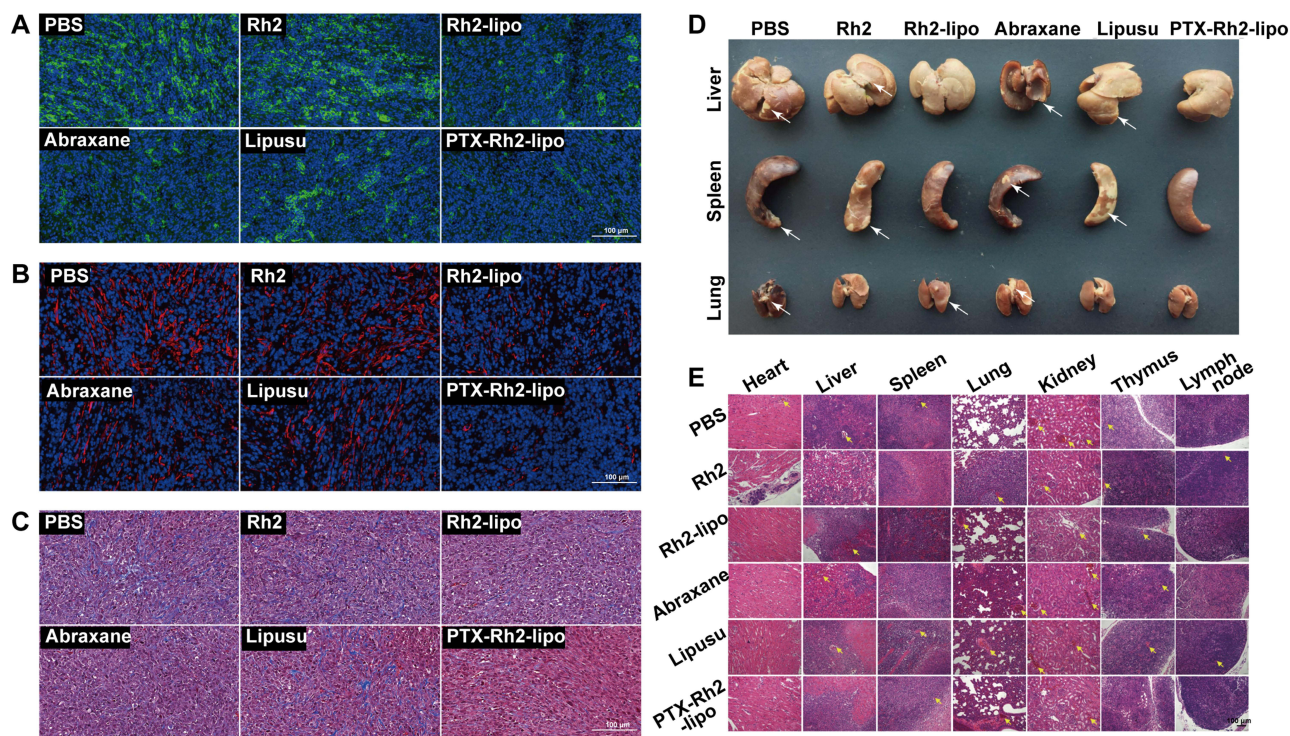 A
PBS
Rh2
Rh2-lipo
Abraxane
Lipusu
PTX-Rh2-lipo
100 μm
B
PBS
Rh2
Rh2-lipo
Abraxane
Lipusu
PTX-Rh2-lipo
100 μm
C
PBS
Rh2
Rh2-lipo
Abraxane
Lipusu
PTX-Rh2-lipo
100 μm
D
PBS Rh2 Rh2-lipo Abraxane Lipusu PTX-Rh2-lipo
Liver
Spleen
Lung
E
Heart Liver Spleen Lung Kidney Thymus Lymph
node
PBS
Rh2
Rh2-lipo
Abraxane
Lipusu
PTX-Rh2
-lipo
100 μm